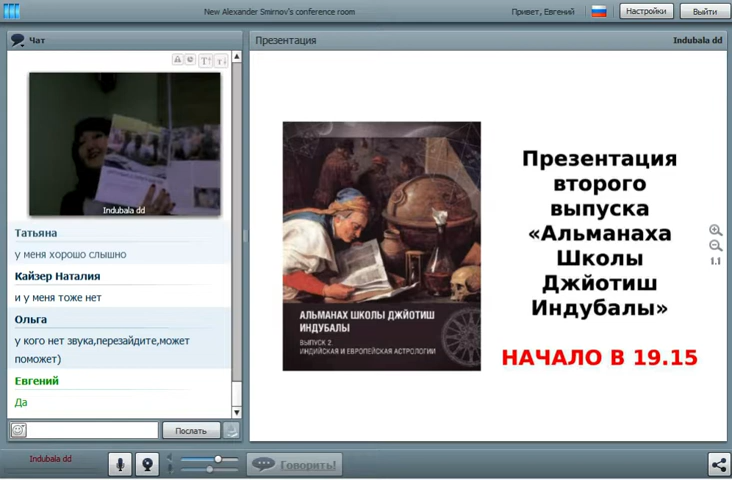 New Alexander Smirnov's conference room
Привет, Евгений
Настройки
Выйти
Чат
Indubala dd
Татьяна
у меня хорошо слышно
Кайзер Наталия
и у меня тоже нет
Ольга
у кого нет звука,перезайдите,может
поможет)
Евгений
Да
Послать
Indubala dd
Говорить!
Презентация
Indubala dd
АЛЬМАНАХ ШКОЛЫ ДЖЙОТИШ
ИНДУБАЛЫ
ВЫПУСК 2.
ИНДИЙСКАЯ И ЕВРОПЕЙСКАЯ АСТРОЛОГИИ
Презентация
второго
выпуска
«Альманаха
Школы
Джйотиш
Индубалы»
НАЧАЛО В 19.15
1:1